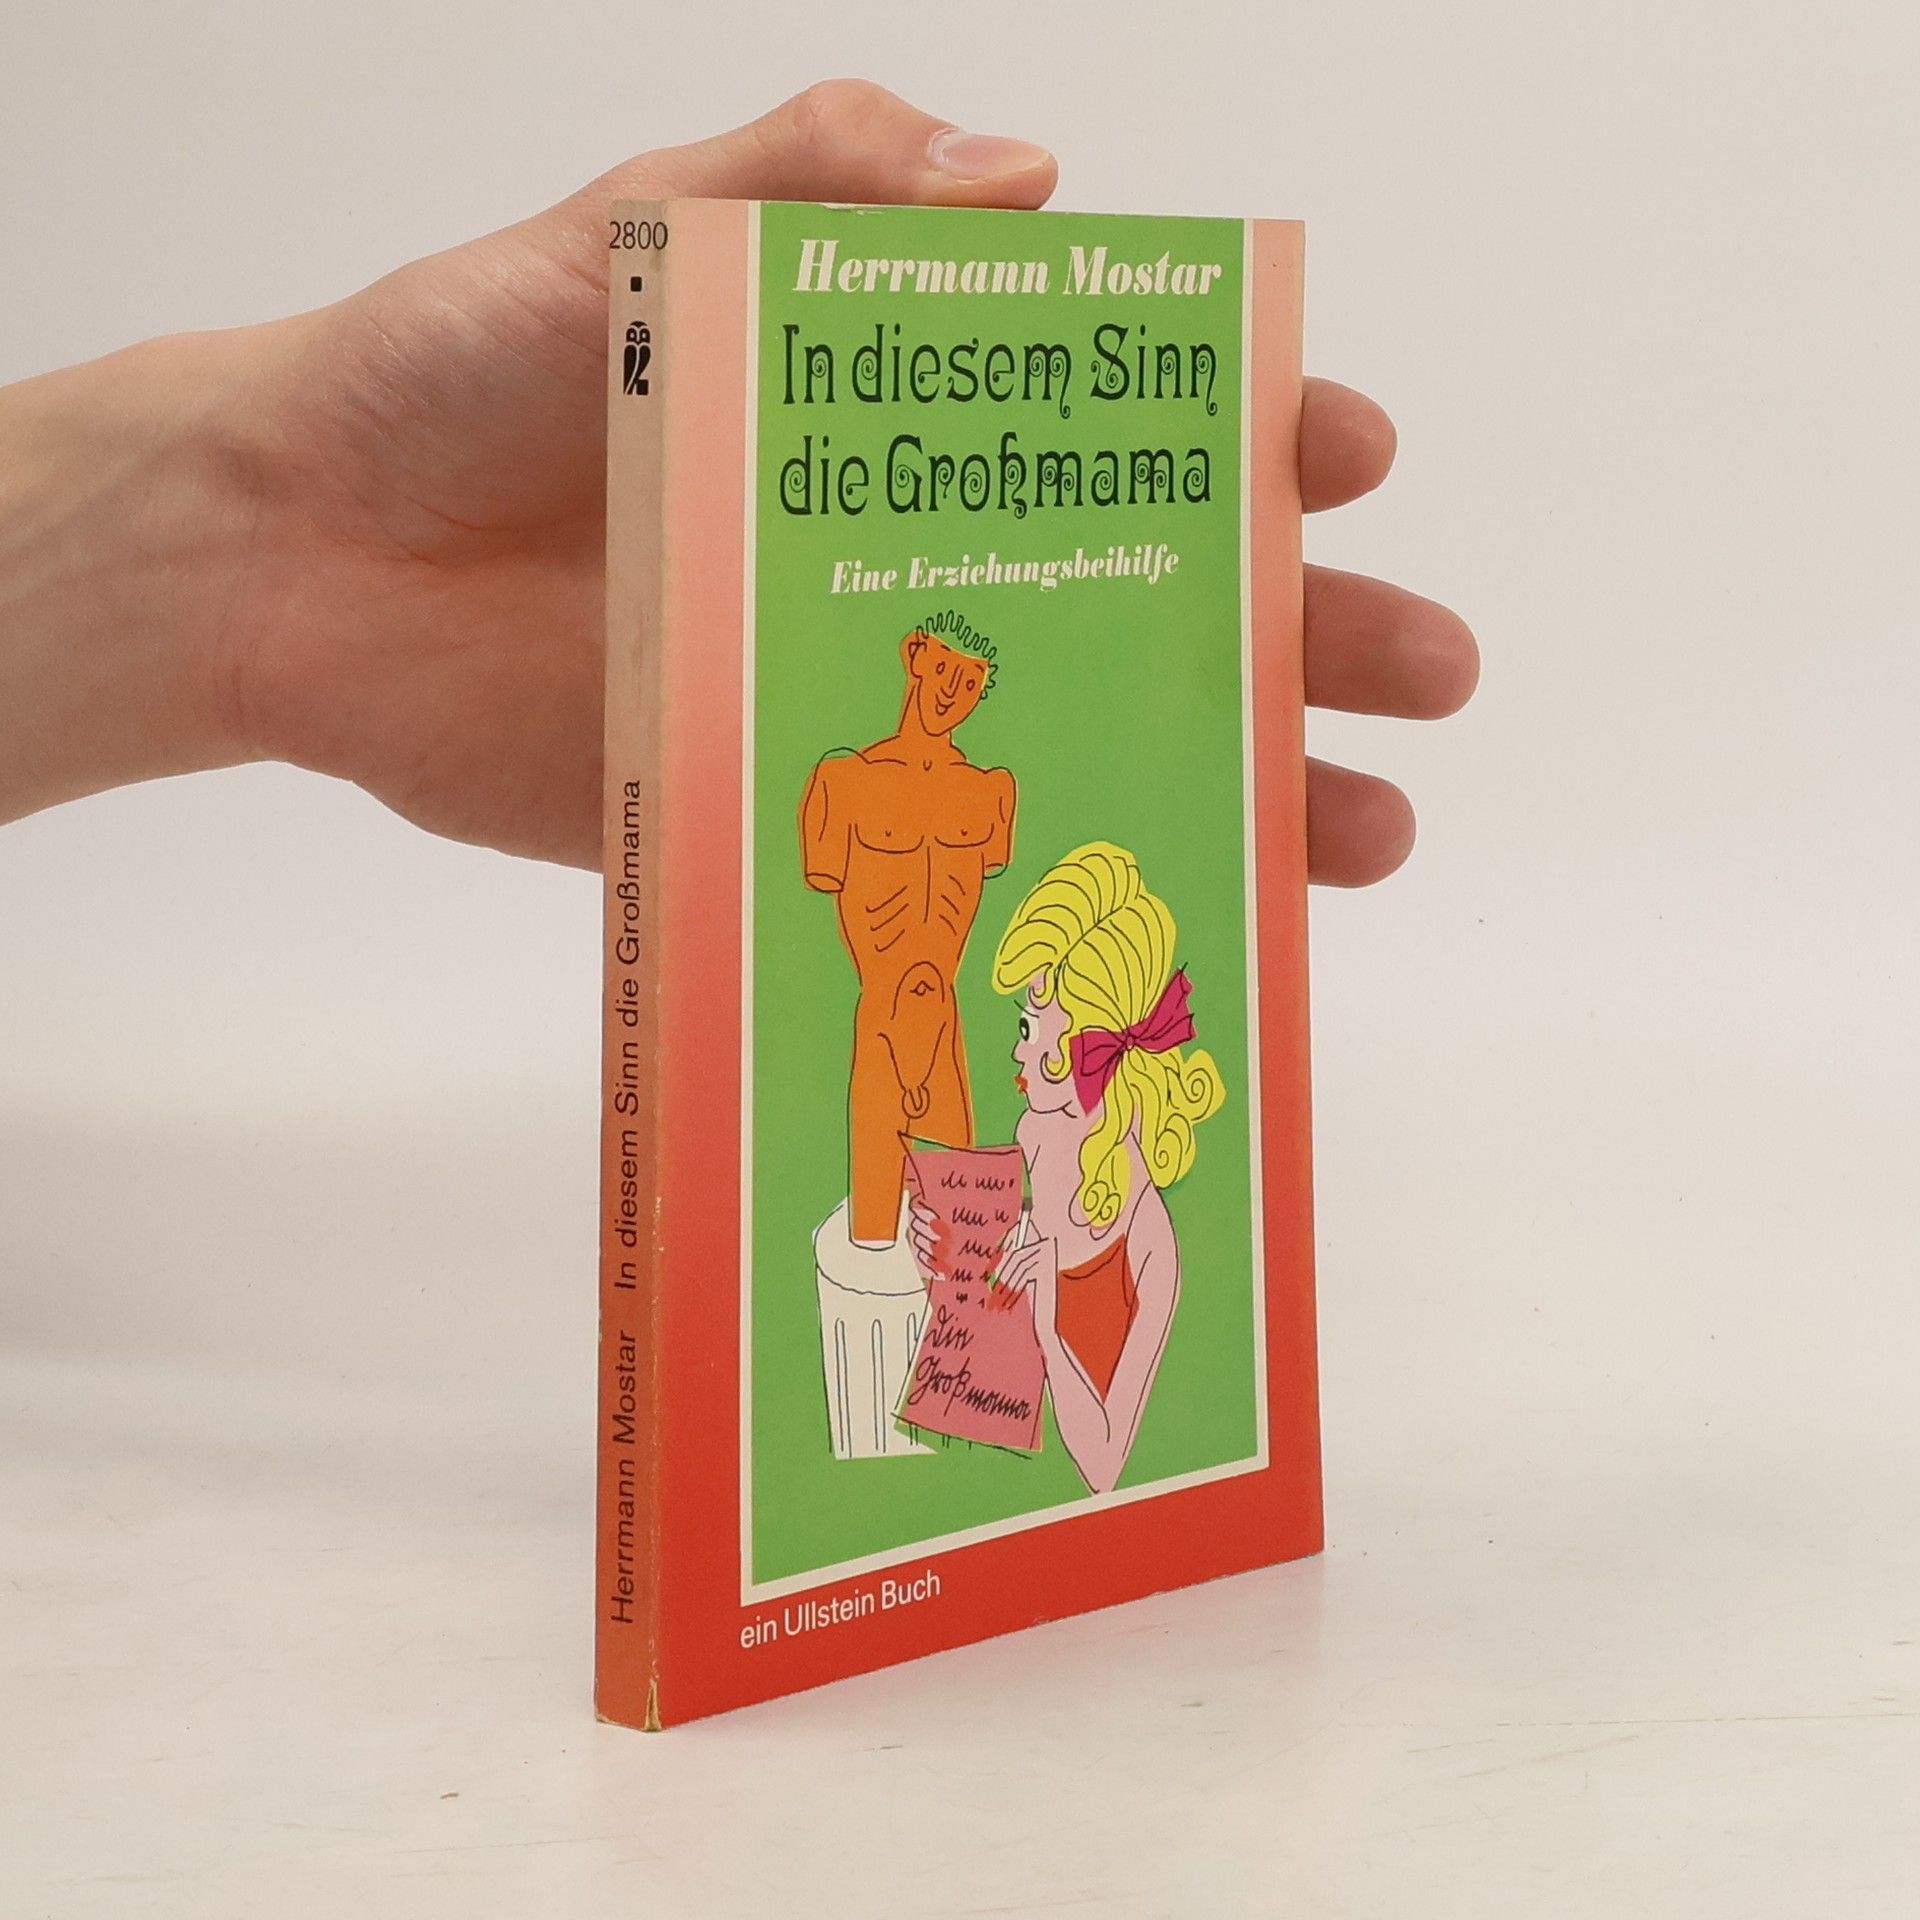 2800
Herrmann Mostar In diesem Sinn die Großmama
Herrmann Mostar
In diesem Sinn
die Großmama
Eine Erziehungsbeihilfe
Großmama
ein Ullstein Buch